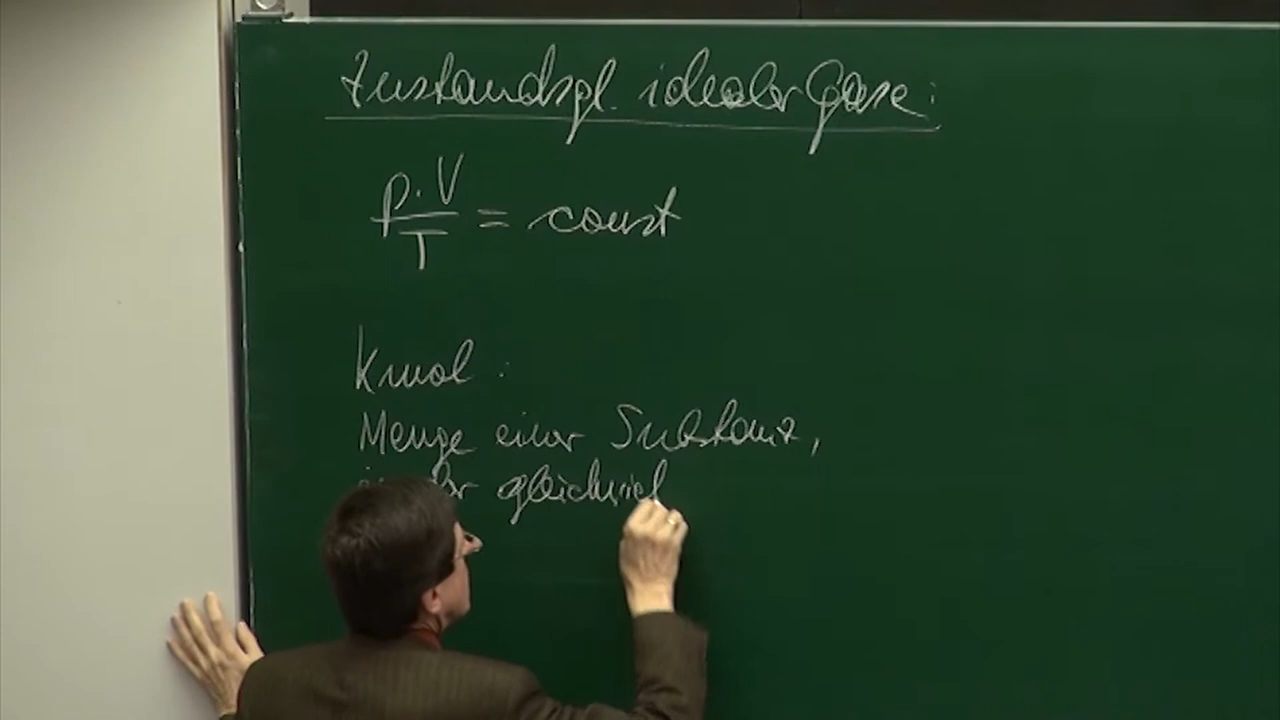 Zustandsgl. idealer Gase:
p·V
T
= const
Kmol:
Menge einer Substanz,
in der gleichviel